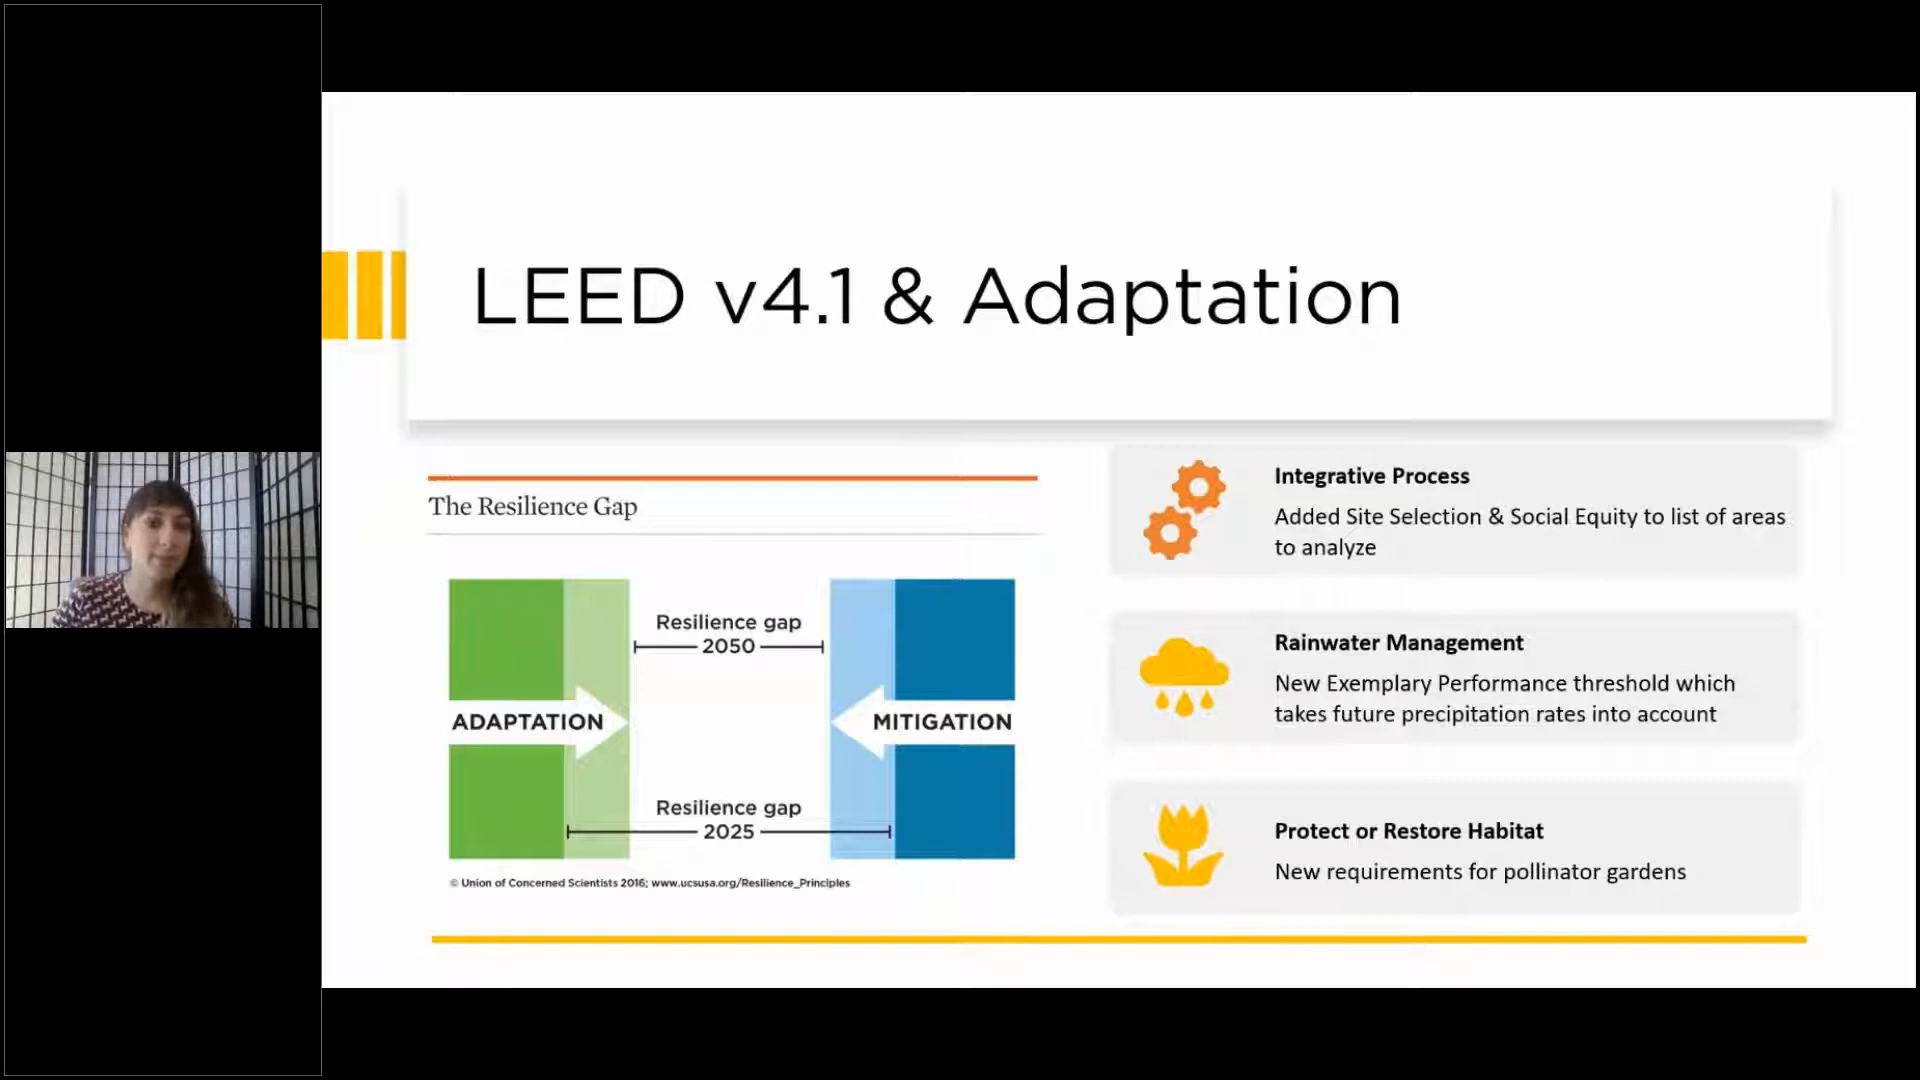 LEED v4.1 & Adaptation
The Resilience Gap
Resilience gap
2050
ADAPTATION
MITIGATION
Resilience gap
2025
© Union of Concerned Scientists 2016; www.ucsusa.org/Resilience_Principles
Integrative Process
Added Site Selection & Social Equity to list of areas
to analyze
Rainwater Management
New Exemplary Performance threshold which
takes future precipitation rates into account
Protect or Restore Habitat
New requirements for pollinator gardens